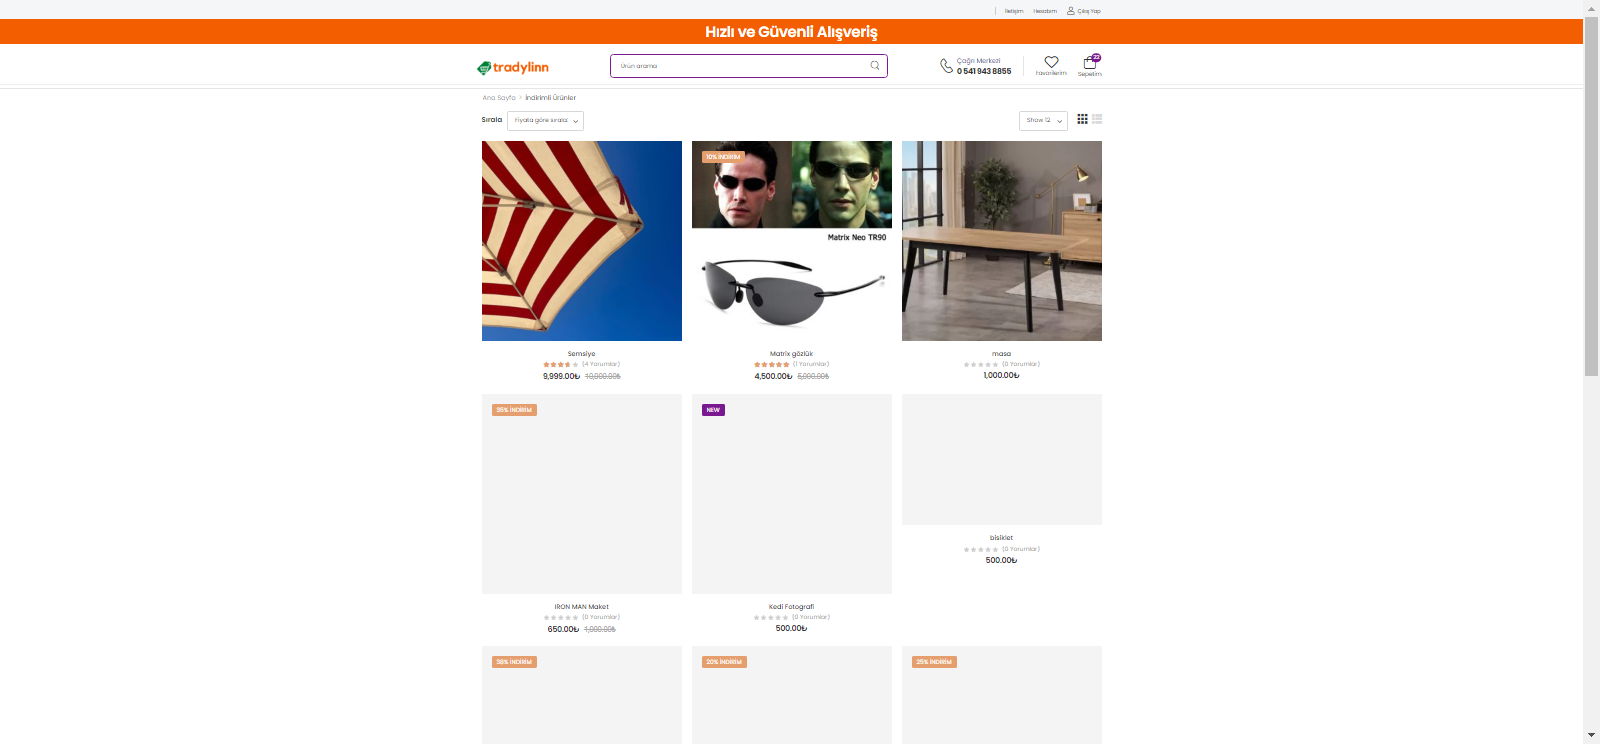 İletişim Hesabım Çıkış Yap
Hızlı ve Güvenli Alışveriş
tradylinn
Ürün arama
Çağrı Merkezi
0 541 943 8855
Favorilerim
22
Sepetim
Ana Sayfa > İndirimli Ürünler
Sırala
Fiyata göre sırala:
Show 12
10% İNDİRİM
Matrix Neo TR90
Semsiye
(4 Yorumlar)
9,999.00₺ 10,000.00₺
Matrix gözlük
(1 Yorumlar)
4,500.00₺ 5,000.00₺
masa
(0 Yorumlar)
1,000.00₺
35% İNDİRİM
NEW
IRON MAN Maket
(0 Yorumlar)
650.00₺ 1,000.00₺
Kedi Fotografi
(0 Yorumlar)
500.00₺
bisiklet
(0 Yorumlar)
500.00₺
58% İNDİRİM
20% İNDİRİM
25% İNDİRİM